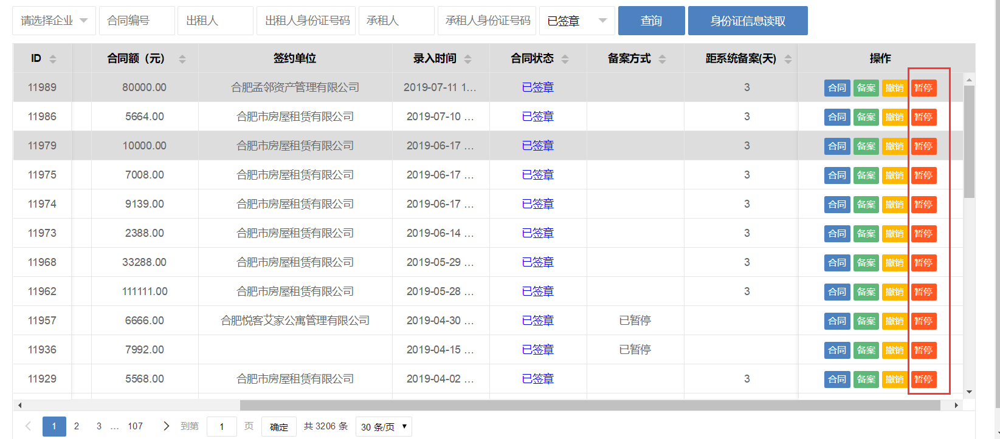 请选择企业 合同编号 出租人 出租人身份证号码 承租人 承租人身份证号码 已签章 查询 身份证信息读取
ID 合同额（元） 签约单位 录入时间 合同状态 备案方式 距系统备案(天) 操作
11989 80000.00 合肥孟邻资产管理有限公司 2019-07-11 1... 已签章 3 合同 备案 撤销 暂停
11986 5664.00 合肥市房屋租赁有限公司 2019-07-10 ... 已签章 3 合同 备案 撤销 暂停
11979 10000.00 合肥市房屋租赁有限公司 2019-06-17 ... 已签章 3 合同 备案 撤销 暂停
11975 7008.00 合肥市房屋租赁有限公司 2019-06-17 ... 已签章 3 合同 备案 撤销 暂停
11974 9139.00 合肥市房屋租赁有限公司 2019-06-17 ... 已签章 3 合同 备案 撤销 暂停
11973 2388.00 合肥市房屋租赁有限公司 2019-06-14 ... 已签章 3 合同 备案 撤销 暂停
11968 33288.00 合肥市房屋租赁有限公司 2019-05-29 ... 已签章 3 合同 备案 撤销 暂停
11962 111111.00 合肥市房屋租赁有限公司 2019-05-28 ... 已签章 3 合同 备案 撤销 暂停
11957 6666.00 合肥悦客艾家公寓管理有限公司 2019-04-30 ... 已签章 已暂停 合同 备案 撤销 暂停
11936 7992.00 2019-04-15 ... 已签章 已暂停 合同 备案 撤销 暂停
11929 5568.00 合肥市房屋租赁有限公司 2019-04-02 ... 已签章 3 合同 备案 撤销 暂停
1 2 3 ... 107 到第 1 页 确定 共 3206 条 30 条/页